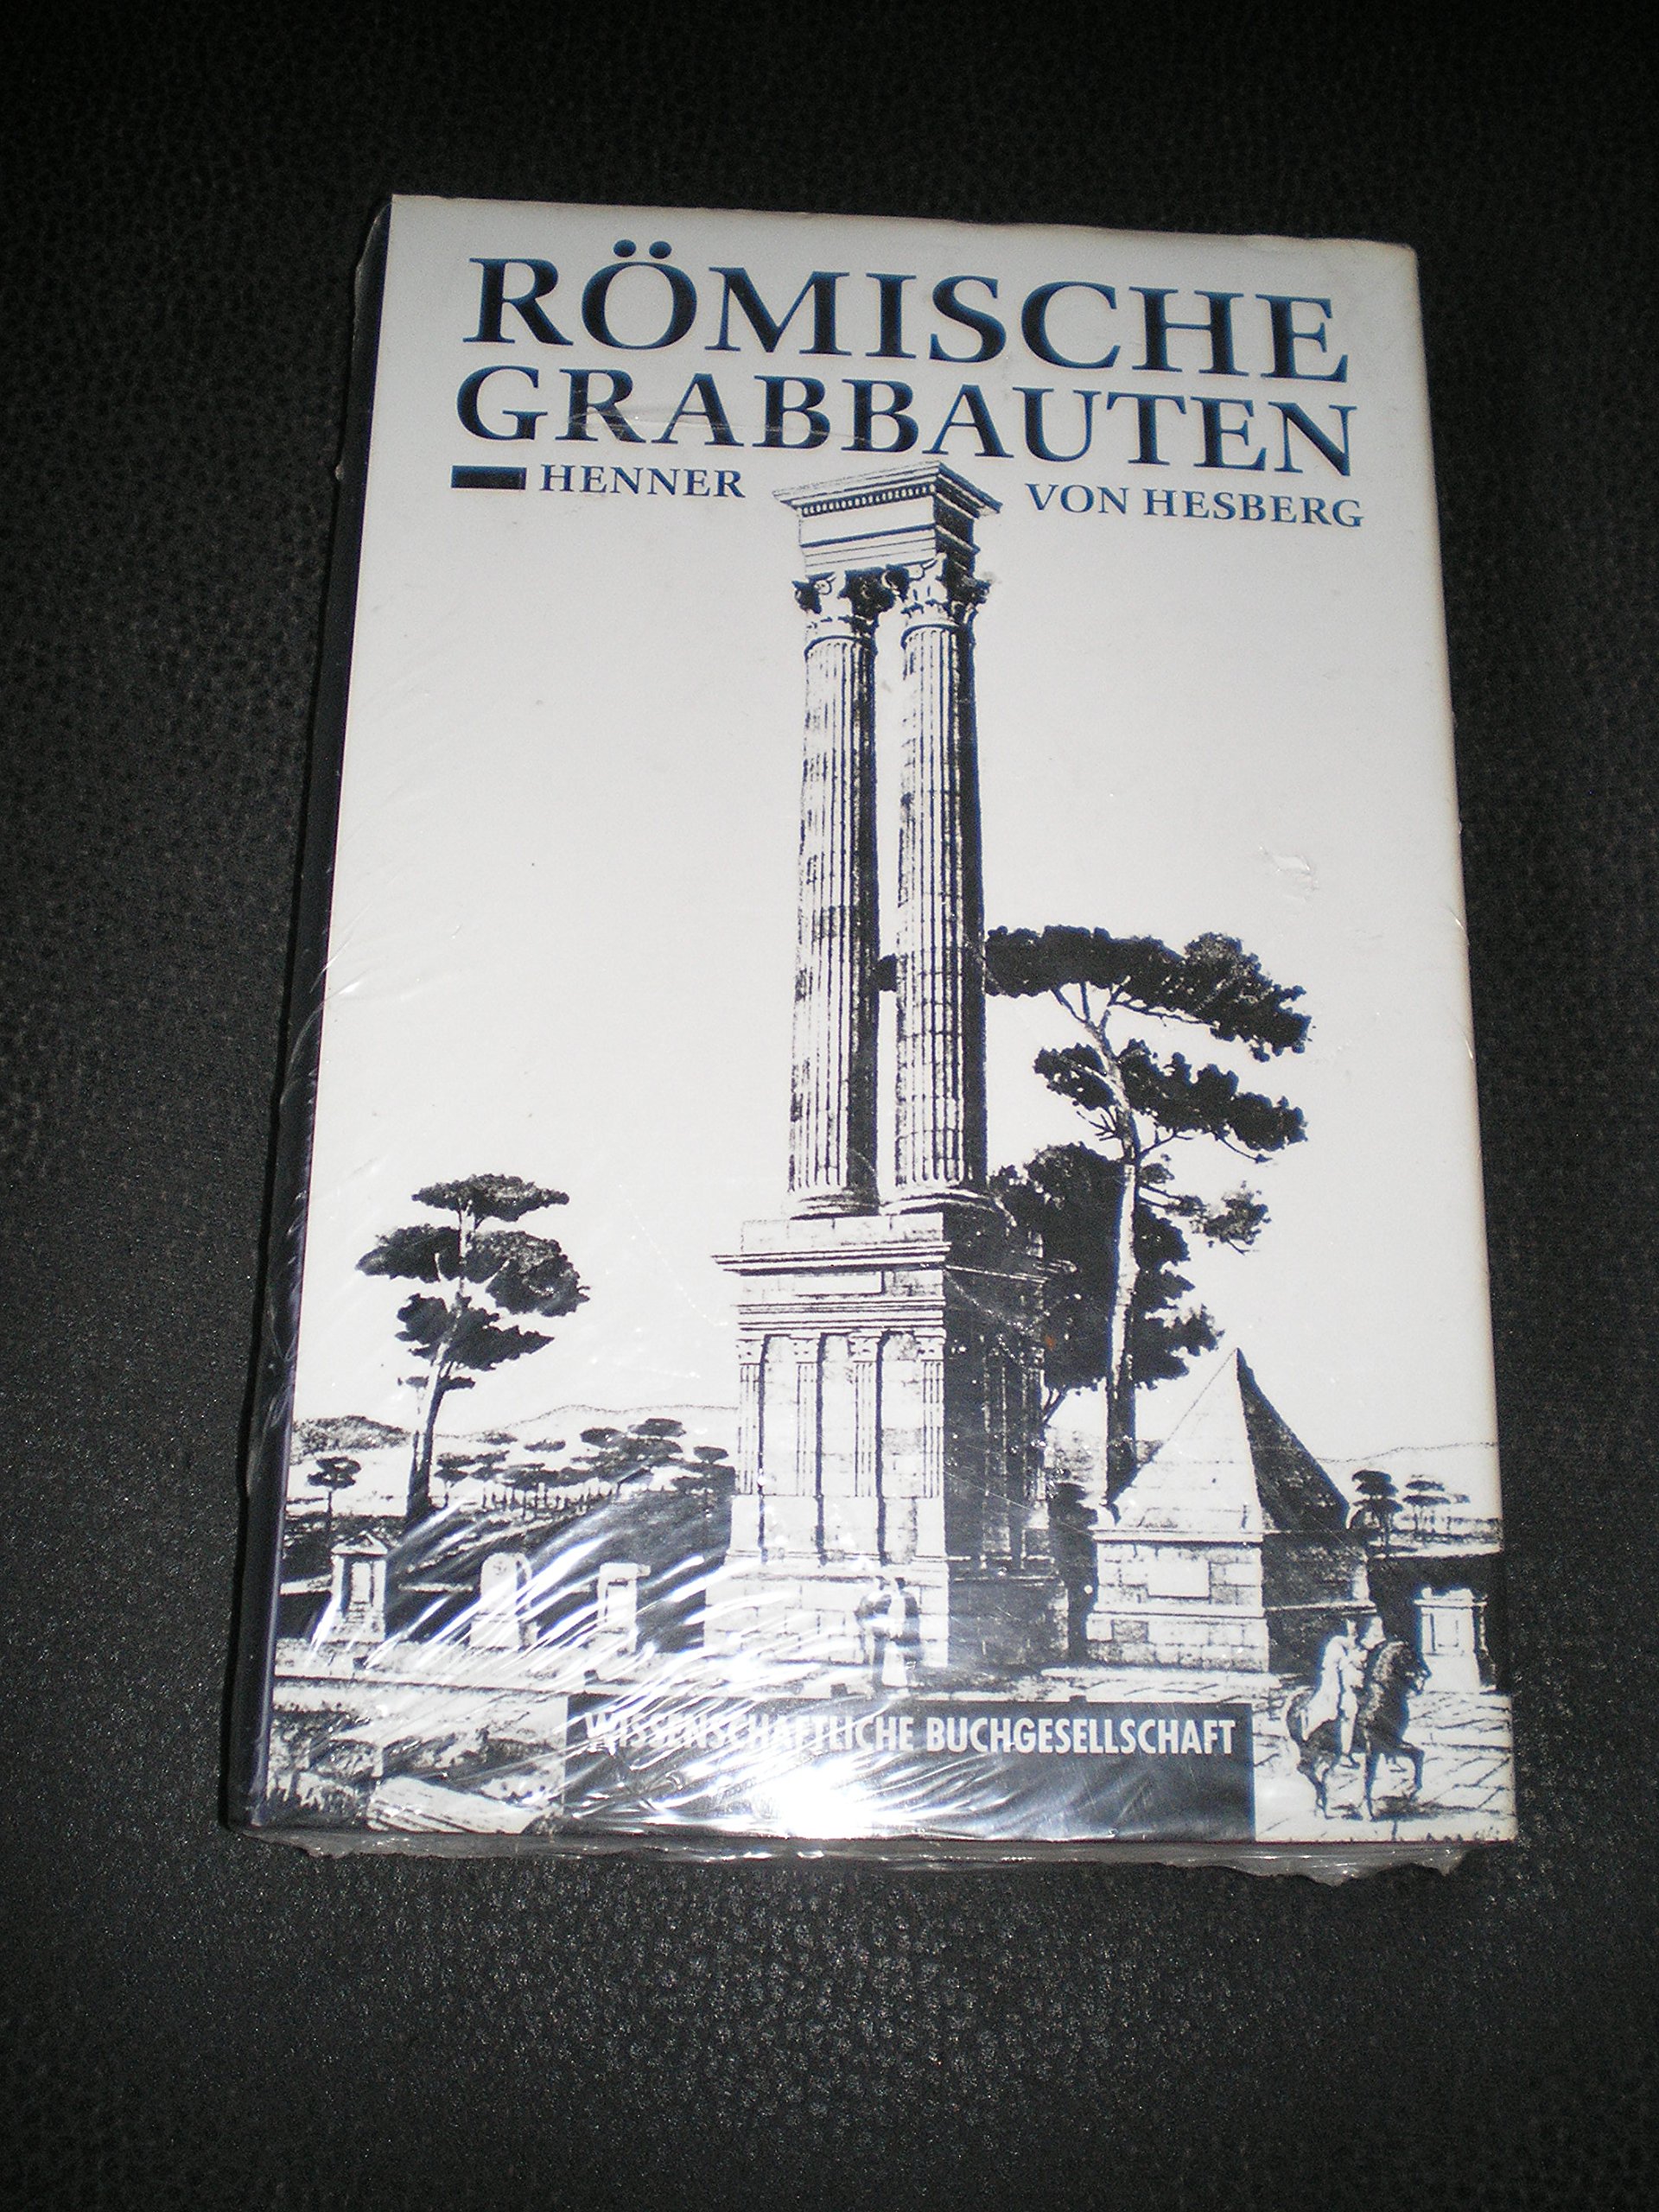 RÖMISCHE
GRABBAUTEN
HENNER VON HESBERG
WISSENSCHAFTLICHE BUCHGESELLSCHAFT